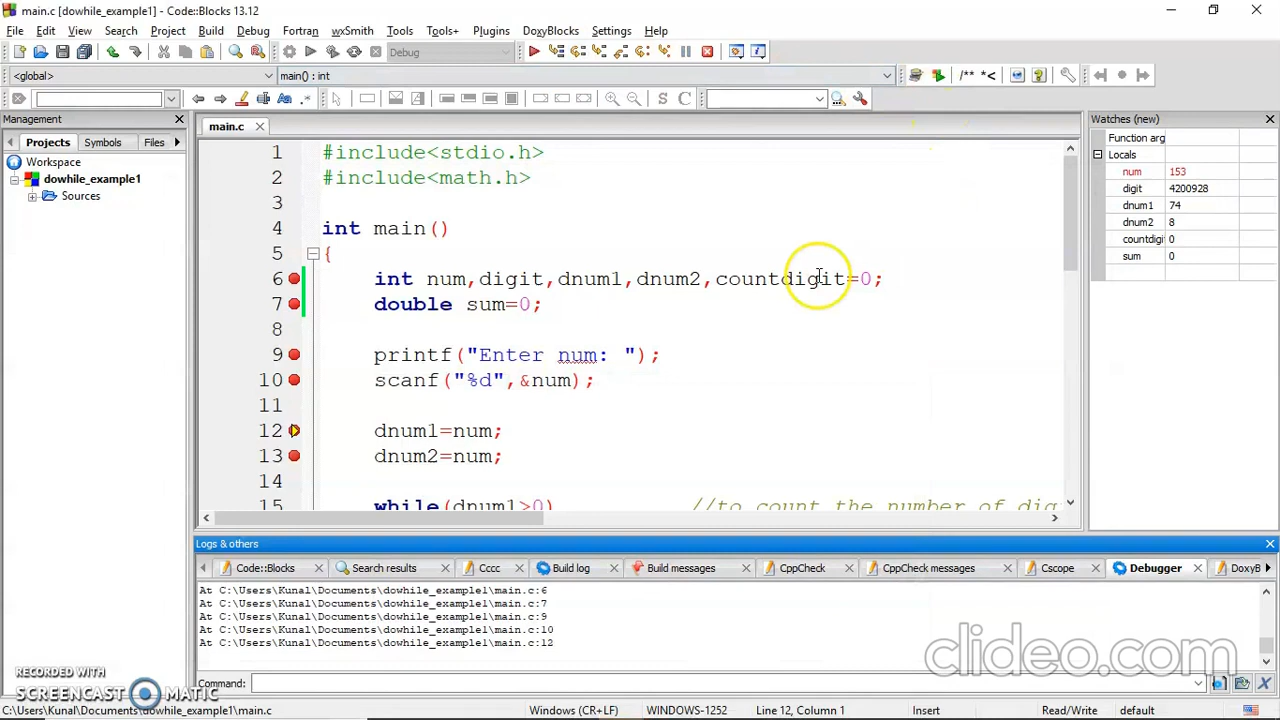 main.c [dowhile_example1] - Code::Blocks 13.12
File Edit View Search Project Build Debug Fortran wxSmith Tools Tools+ Plugins DoxyBlocks Settings Help
Debug
<global> main() : int
/** *<
S C
Management
Projects Symbols Files
Workspace
dowhile_example1
Sources
main.c
1 #include<stdio.h>
2 #include<math.h>
3
4 int main()
5 {
6 int num,digit,dnum1,dnum2,countdigit=0;
7 double sum=0;
8
9 printf("Enter num: ");
10 scanf("%d",&num);
11
12 dnum1=num;
13 dnum2=num;
14
15 while(dnum1>0) //to count the number of dig
Watches (new)
Function arg
Locals
num 153
digit 4200928
dnum1 74
dnum2 8
countdigi 0
sum 0
Logs & others
Code::Blocks Search results Cccc Build log Build messages CppCheck CppCheck messages Cscope Debugger DoxyB
At C:\Users\Kunal\Documents\dowhile_example1\main.c:6
At C:\Users\Kunal\Documents\dowhile_example1\main.c:7
At C:\Users\Kunal\Documents\dowhile_example1\main.c:9
At C:\Users\Kunal\Documents\dowhile_example1\main.c:10
At C:\Users\Kunal\Documents\dowhile_example1\main.c:12
Command:
clideo.com
RECORDED WITH
SCREENCAST MATIC
C:\Users\Kunal\Documents\dowhile_example1\main.c Windows (CR+LF) WINDOWS-1252 Line 12, Column 1 Insert Read/Write default